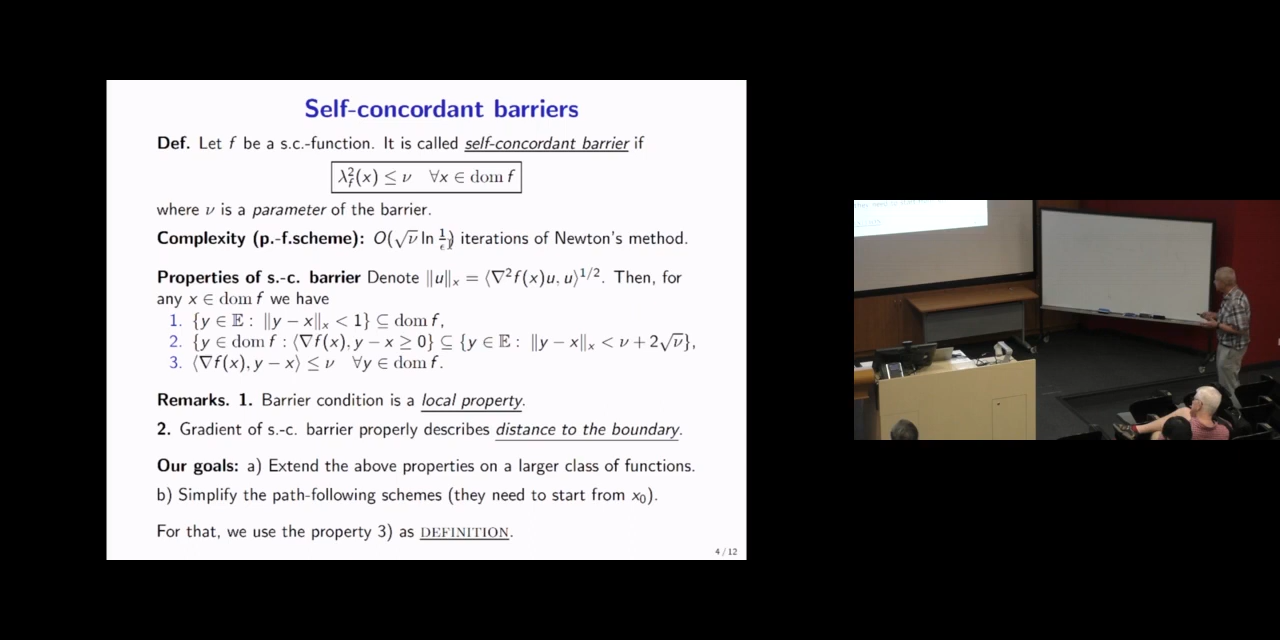 Self-concordant barriers
Def. Let f be a s.c.-function. It is called self-concordant barrier if
λ²_f(x) ≤ ν ∀x ∈ dom f
where ν is a parameter of the barrier.
Complexity (p.-f.scheme): O(√ν ln 1/ε) iterations of Newton's method.
Properties of s.-c. barrier Denote ‖u‖ₓ = ⟨∇²f(x)u, u⟩^{1/2}. Then, for
any x ∈ dom f we have
1. {y ∈ 𝔼 : ‖y − x‖ₓ < 1} ⊆ dom f,
2. {y ∈ dom f : ⟨∇f(x), y − x ≥ 0} ⊆ {y ∈ 𝔼 : ‖y − x‖ₓ < ν + 2√ν},
3. ⟨∇f(x), y − x⟩ ≤ ν ∀y ∈ dom f.
Remarks. 1. Barrier condition is a local property.
2. Gradient of s.-c. barrier properly describes distance to the boundary.
Our goals: a) Extend the above properties on a larger class of functions.
b) Simplify the path-following schemes (they need to start from x₀).
For that, we use the property 3) as DEFINITION.
4 / 12